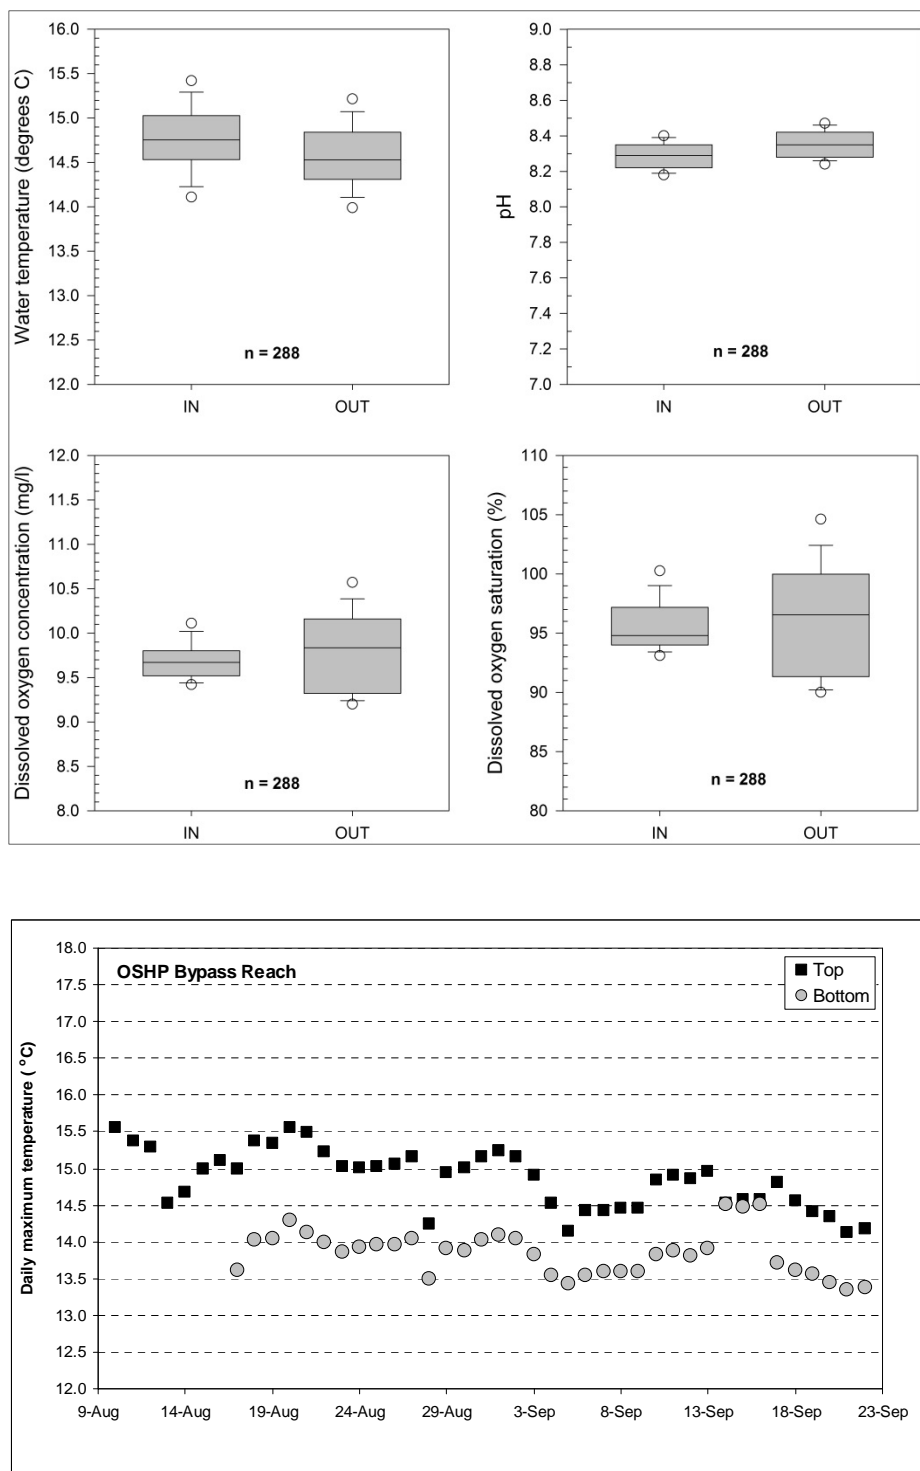 Water temperature (degrees C)
16.0
15.5
15.0
14.5
14.0
13.5
13.0
12.5
12.0
n = 288
IN OUT
pH
9.0
8.8
8.6
8.4
8.2
8.0
7.8
7.6
7.4
7.2
7.0
n = 288
IN OUT
Dissolved oxygen concentration (mg/l)
12.0
11.5
11.0
10.5
10.0
9.5
9.0
8.5
8.0
n = 288
IN OUT
Dissolved oxygen saturation (%)
110
105
100
95
90
85
80
n = 288
IN OUT
OSHP Bypass Reach
Top
Bottom
Daily maximum temperature ( °C)
18.0
17.5
17.0
16.5
16.0
15.5
15.0
14.5
14.0
13.5
13.0
12.5
12.0
9-Aug 14-Aug 19-Aug 24-Aug 29-Aug 3-Sep 8-Sep 13-Sep 18-Sep 23-Sep